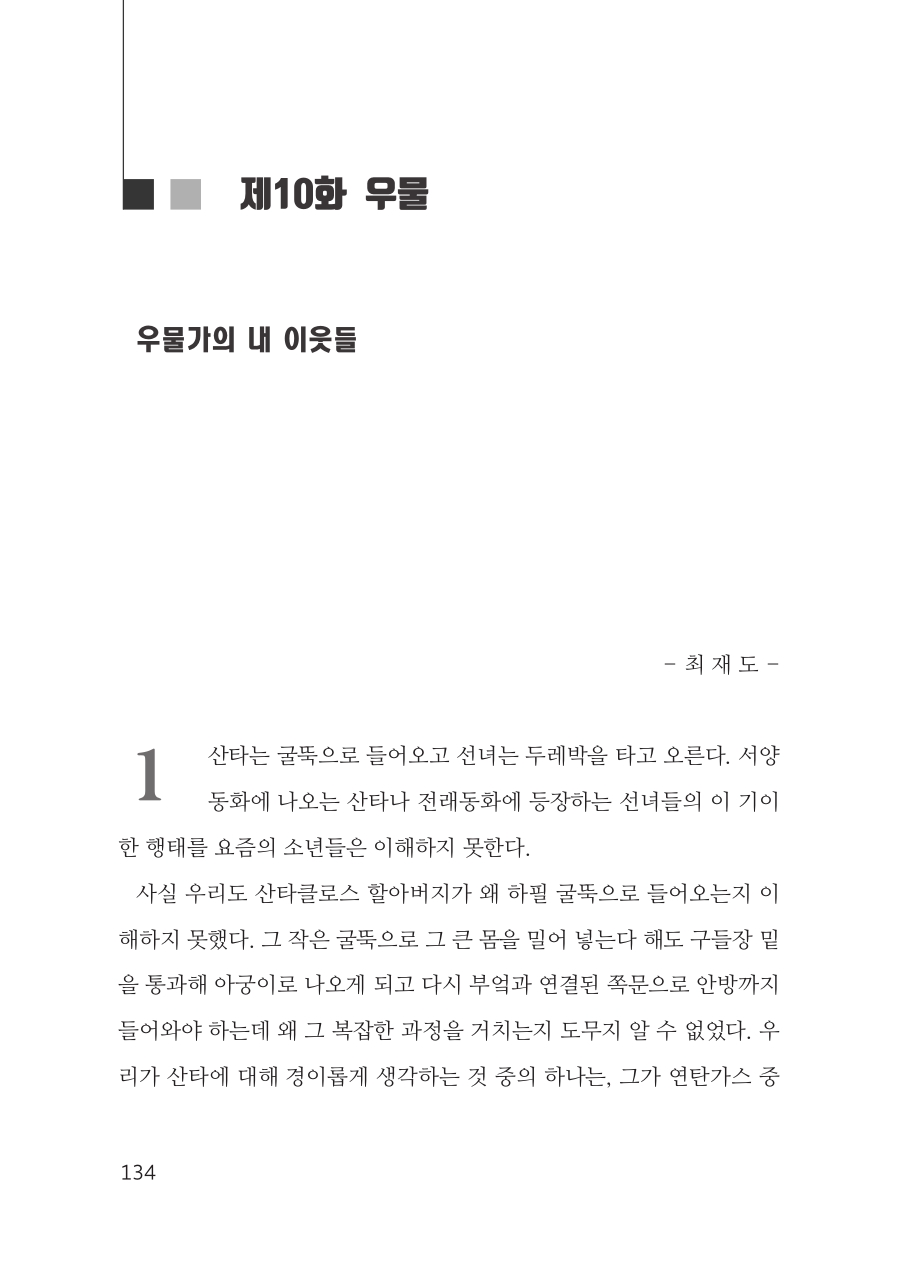 제10화 우물
우물가의 내 이웃들
- 최 재 도 -
1
산타는 굴뚝으로 들어오고 선녀는 두레박을 타고 오른다. 서양
동화에 나오는 산타나 전래동화에 등장하는 선녀들의 이 기이
한 행태를 요즘의 소년들은 이해하지 못한다.
사실 우리도 산타클로스 할아버지가 왜 하필 굴뚝으로 들어오는지 이
해하지 못했다. 그 작은 굴뚝으로 그 큰 몸을 밀어 넣는다 해도 구들장 밑
을 통과해 아궁이로 나오게 되고 다시 부엌과 연결된 쪽문으로 안방까지
들어와야 하는데 왜 그 복잡한 과정을 거치는지 도무지 알 수 없었다. 우
리가 산타에 대해 경이롭게 생각하는 것 중의 하나는, 그가 연탄가스 중
134